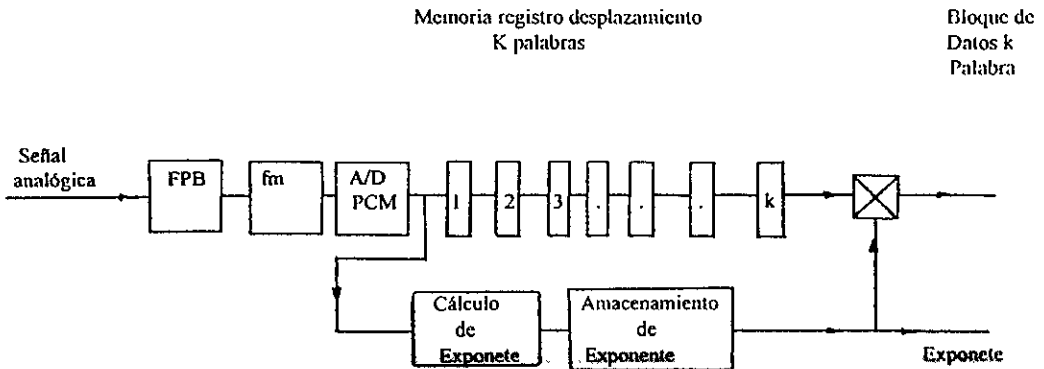 Memoria registro desplazamiento
K palabras
Bloque de
Datos k
Palabra
Señal
analógica
FPB
fm
A/D
PCM
1
2
3
.
.
.
k
Cálculo
de
Exponete
Amacenamiento
de
Exponente
Exponete